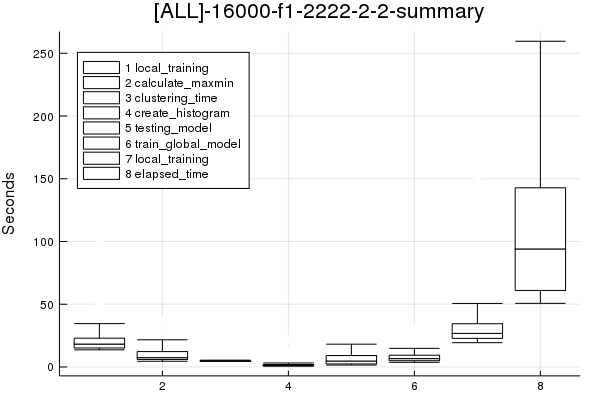 [ALL]-16000-f1-2222-2-2-summary
250
200
150
100
50
0
Seconds
1 local_training
2 calculate_maxmin
3 clustering_time
4 create_histogram
5 testing_model
6 train_global_model
7 local_training
8 elapsed_time
2
4
6
8